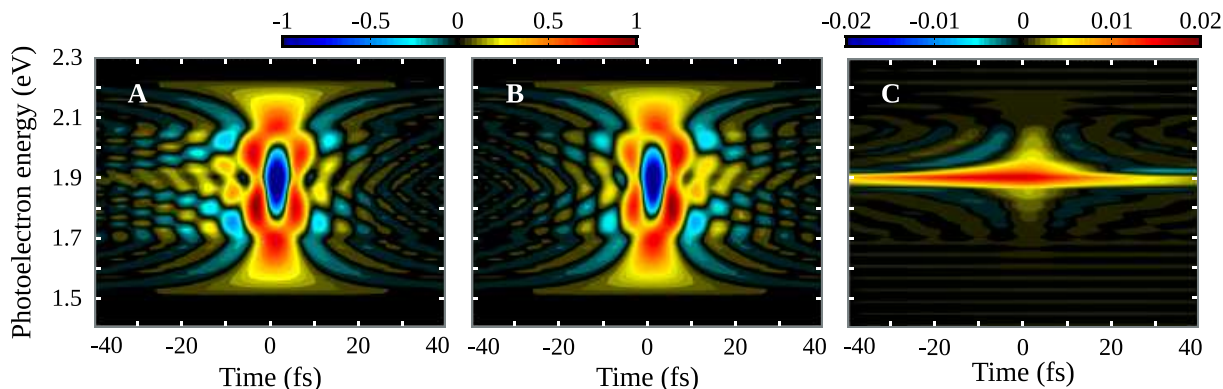 -1 -0.5 0 0.5 1 -0.02 -0.01 0 0.01 0.02
Photoelectron energy (eV)
2.3
2.1
1.9
1.7
1.5
A B C
-40 -20 0 20 40 -40 -20 0 20 40 -40 -20 0 20 40
Time (fs) Time (fs) Time (fs)